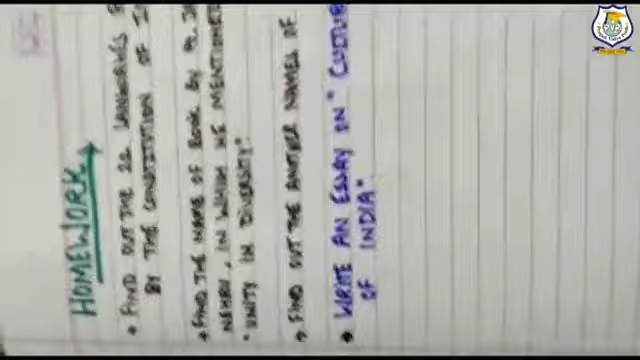 HOMEWORK
→ FIND OUT THE 22 LANGUAGES
BY THE CONSTITUTION OF
→ FIND THE NAME OF BOOK BY
NEHRU, IN WHICH HE MENTIONED
"UNITY IN DIVERSITY".
→ FIND OUT THE ANOTHER NAMES OF
→ WRITE AN ESSAY ON "CULTUR
OF INDIA"